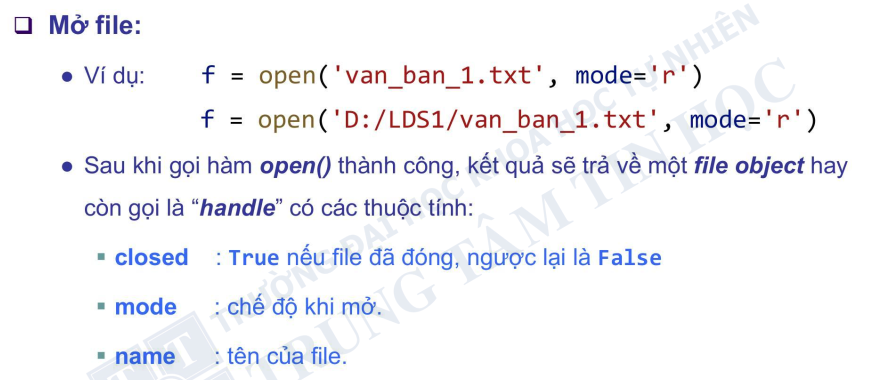 ❑ Mở file:
● Ví dụ: f = open('van_ban_1.txt', mode='r')
f = open('D:/LDS1/van_ban_1.txt', mode='r')
● Sau khi gọi hàm open() thành công, kết quả sẽ trả về một file object hay
còn gọi là “handle” có các thuộc tính:
▪ closed : True nếu file đã đóng, ngược lại là False
▪ mode : chế độ khi mở.
▪ name : tên của file.
TRƯỜNG ĐẠI HỌC KHOA HỌC TỰ NHIÊN
TRUNG TÂM TIN HỌC